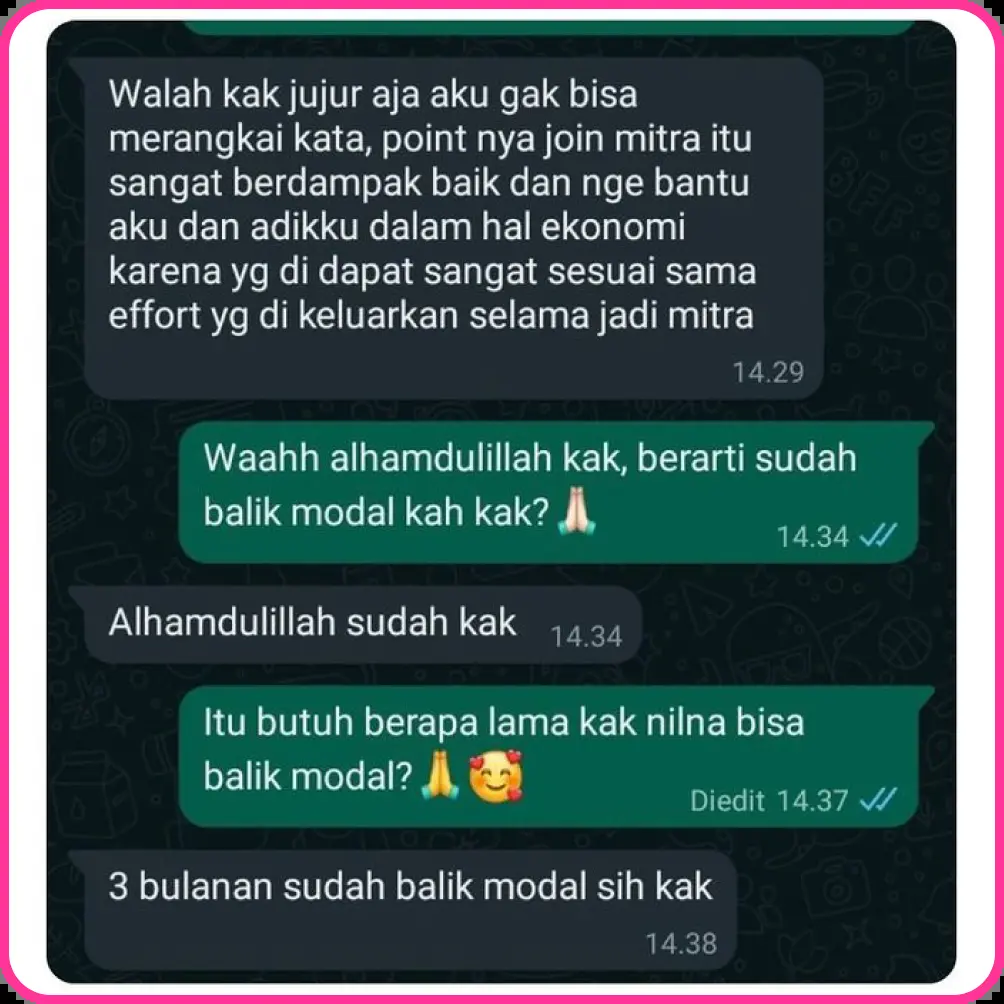 Walah kak jujur aja aku gak bisa
merangkai kata, point nya join mitra itu
sangat berdampak baik dan nge bantu
aku dan adikku dalam hal ekonomi
karena yg di dapat sangat sesuai sama
effort yg di keluarkan selama jadi mitra
14.29
Waahh alhamdulillah kak, berarti sudah
balik modal kah kak? 🙏🏻
14.34
Alhamdulillah sudah kak 14.34
Itu butuh berapa lama kak nilna bisa
balik modal? 🙏🥰
Diedit 14.37
3 bulanan sudah balik modal sih kak
14.38